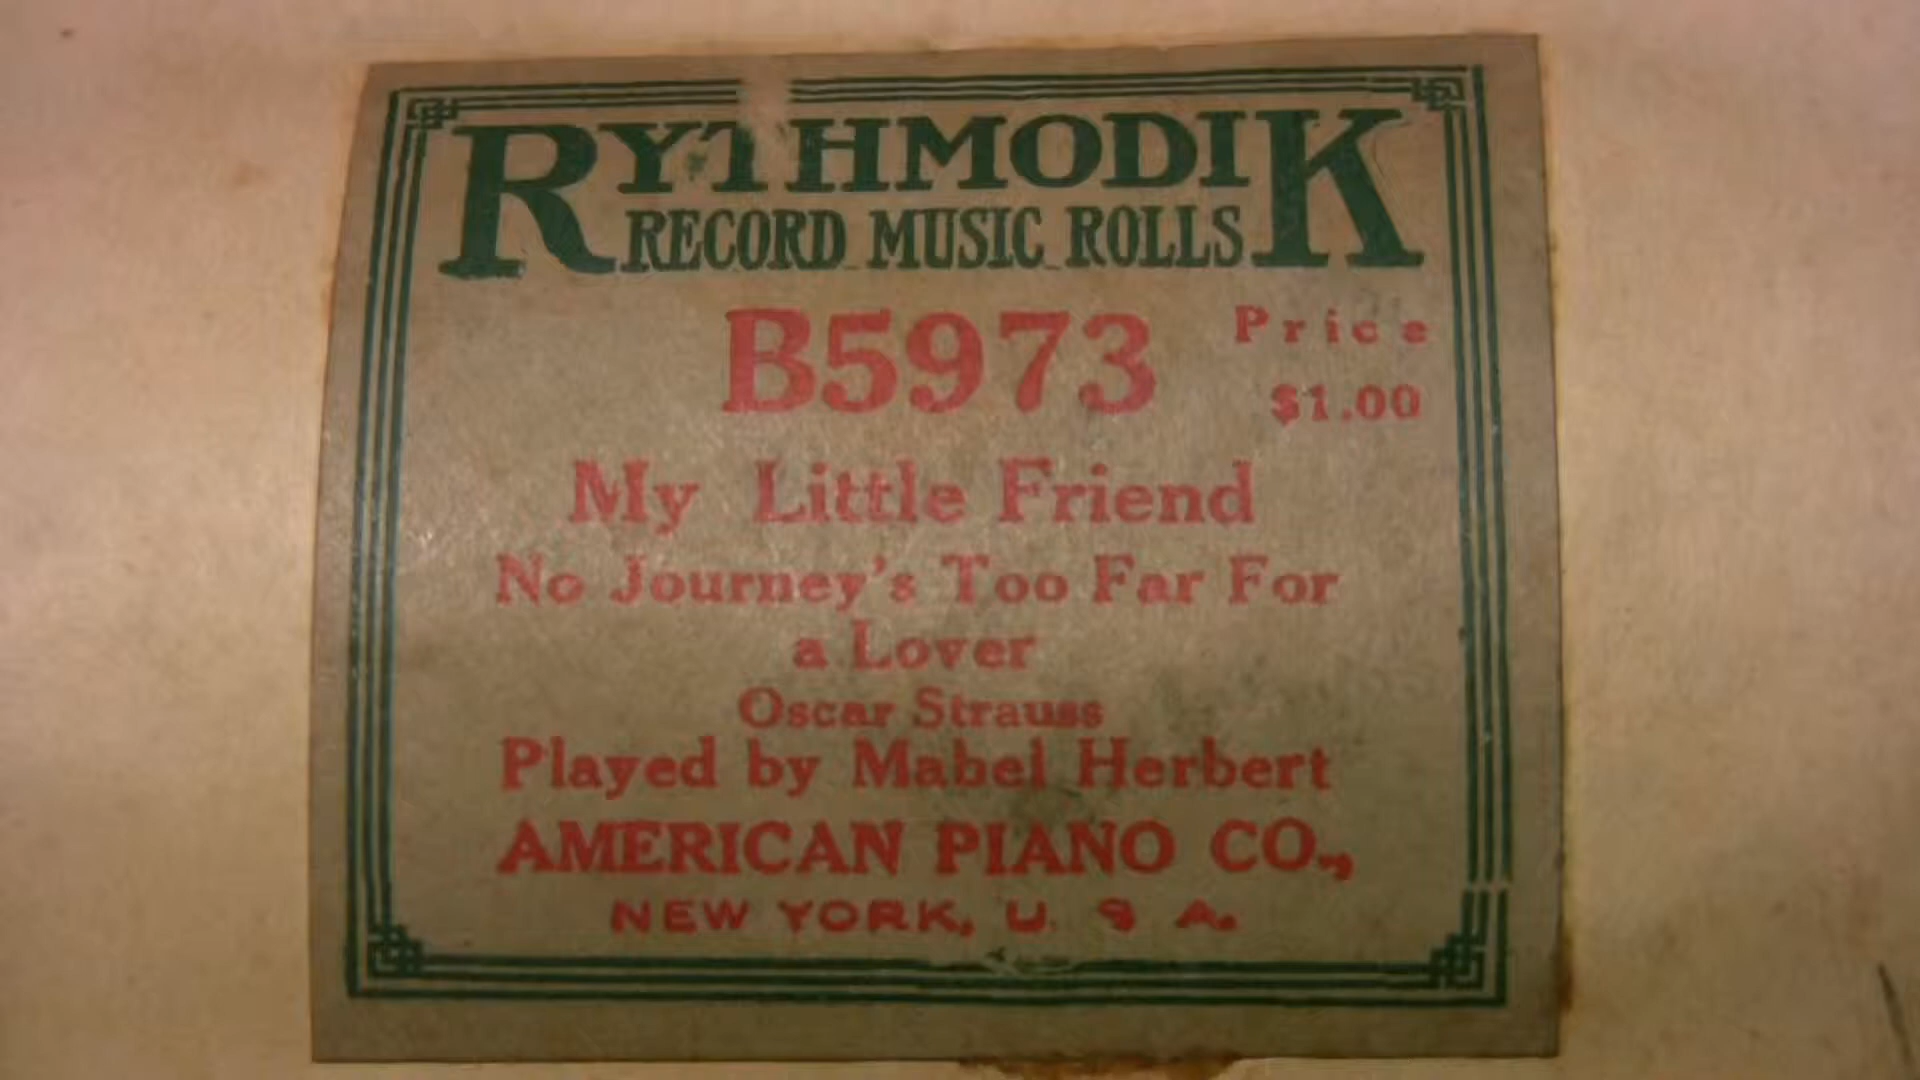 RYTHMODIK
RECORD MUSIC ROLLS
B5973
Price
$1.00
My Little Friend
No Journey's Too Far For
a Lover
Oscar Strauss
Played by Mabel Herbert
AMERICAN PIANO CO.,
NEW YORK, U. S A.